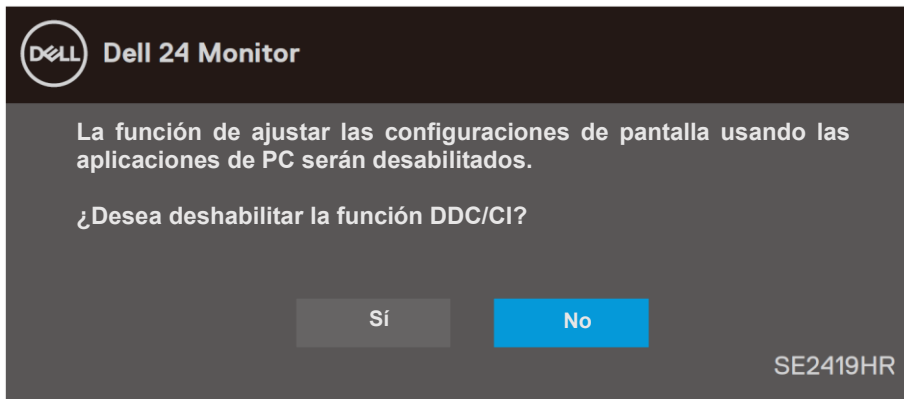 DELL Dell 24 Monitor
La función de ajustar las configuraciones de pantalla usando las
aplicaciones de PC serán desabilitados.
¿Desea deshabilitar la función DDC/CI?
Sí No
SE2419HR